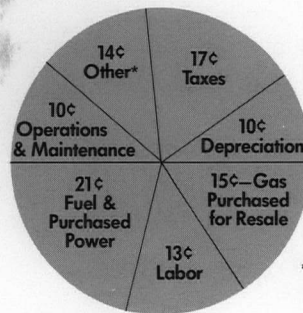 14¢
Other*
17¢
Taxes
10¢
Operations
& Maintenance
10¢
Depreciation
21¢
Fuel &
Purchased
Power
15¢—Gas
Purchased
for Resale
13¢
Labor
*